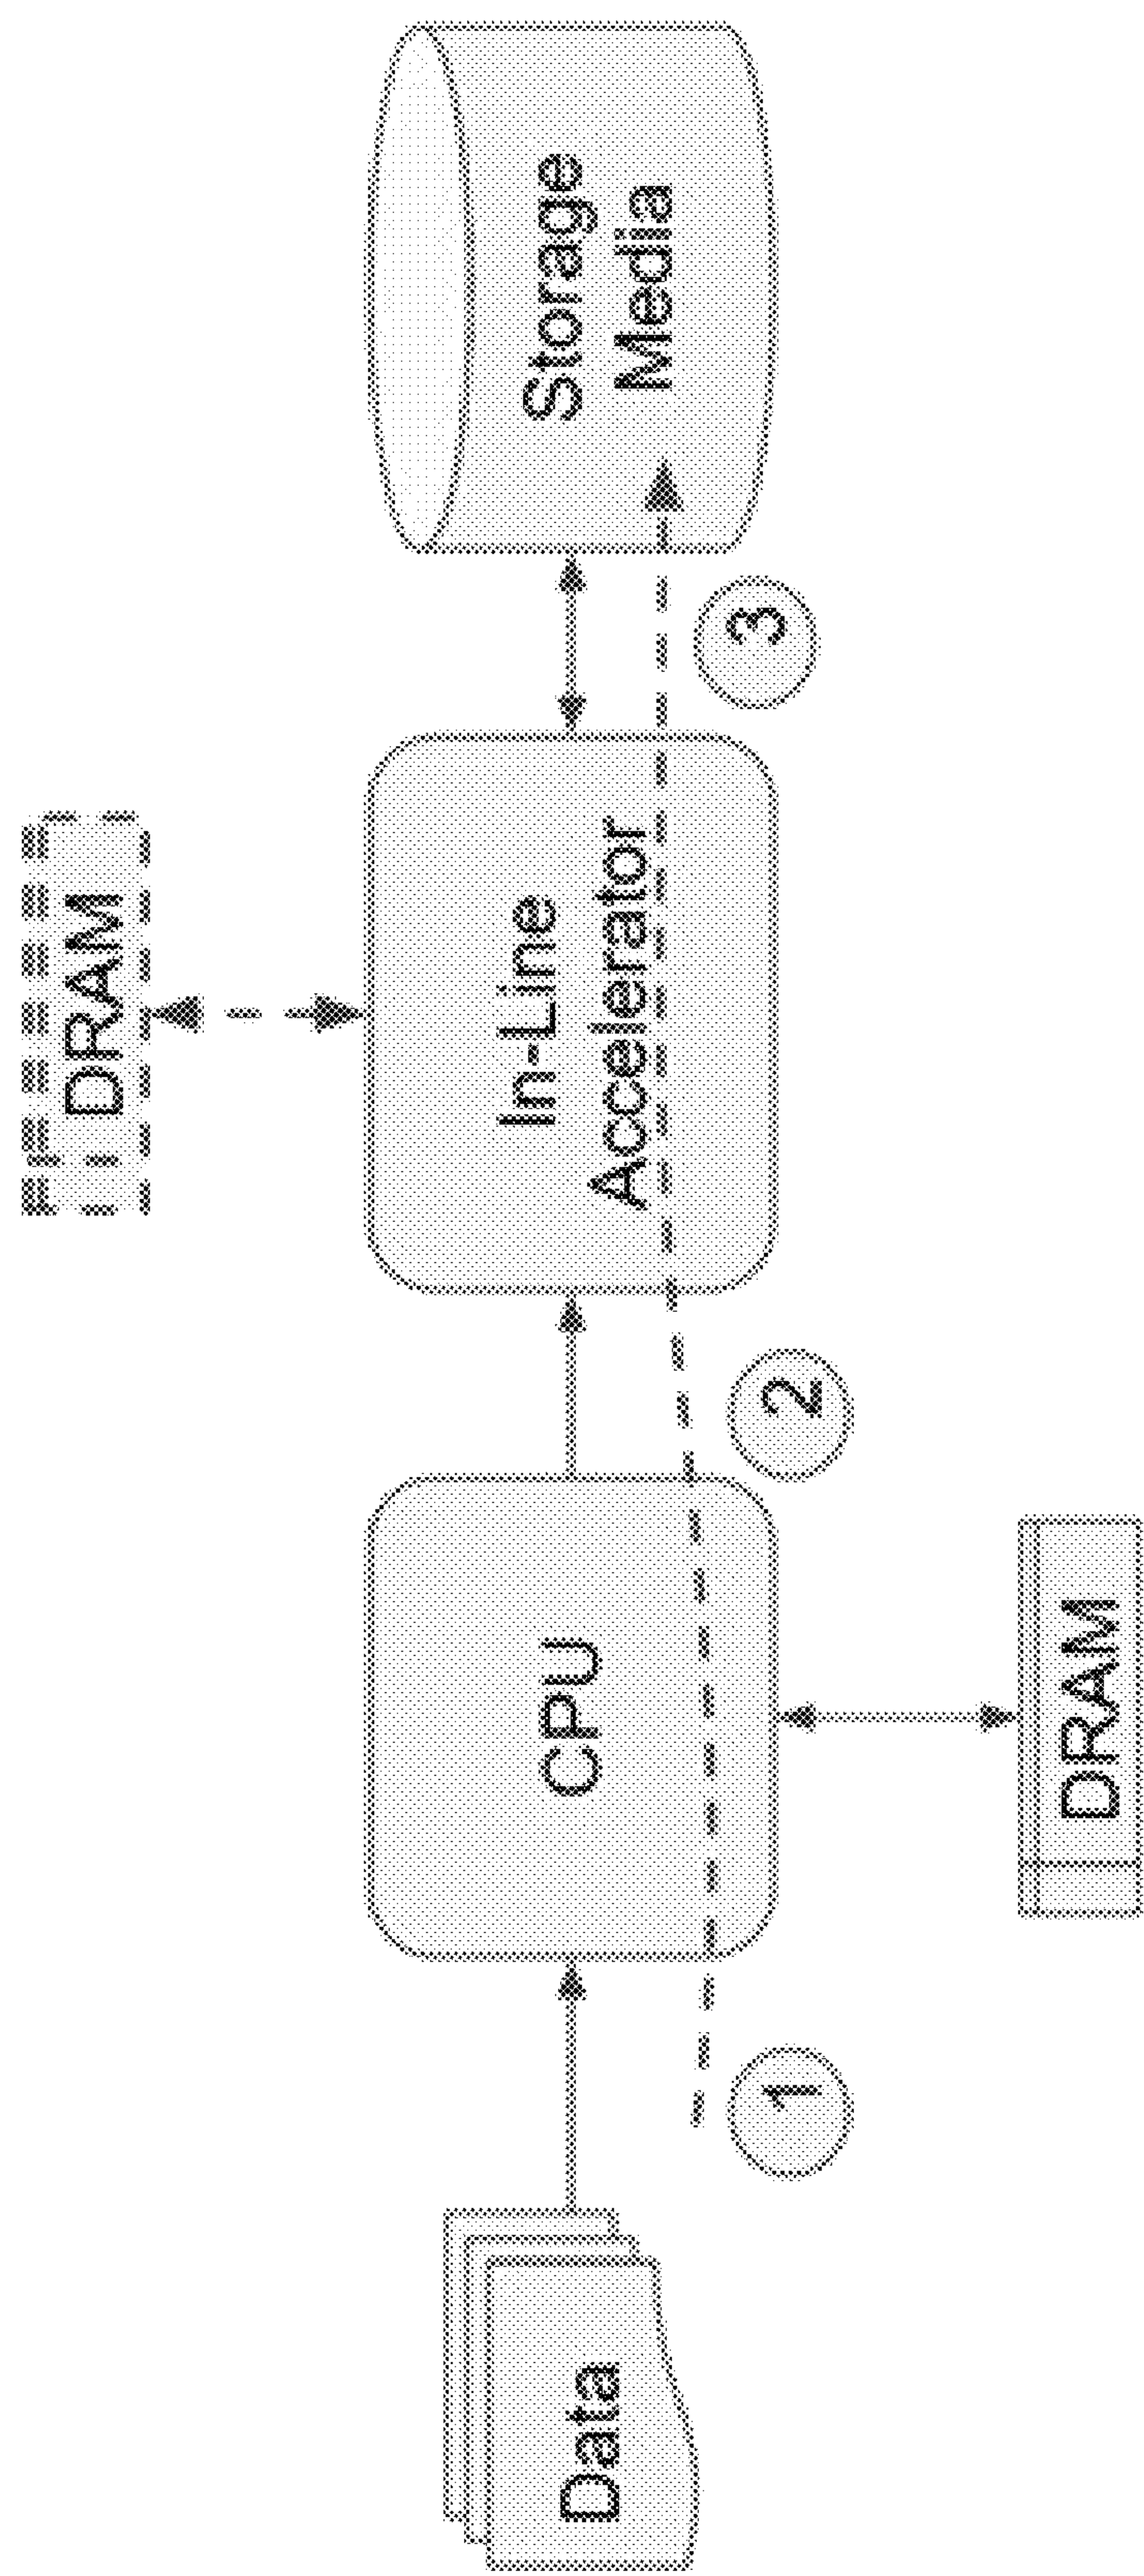 Data
1
CPU
DRAM
2
In-Line
Accelerator
DRAM
3
Storage
Media